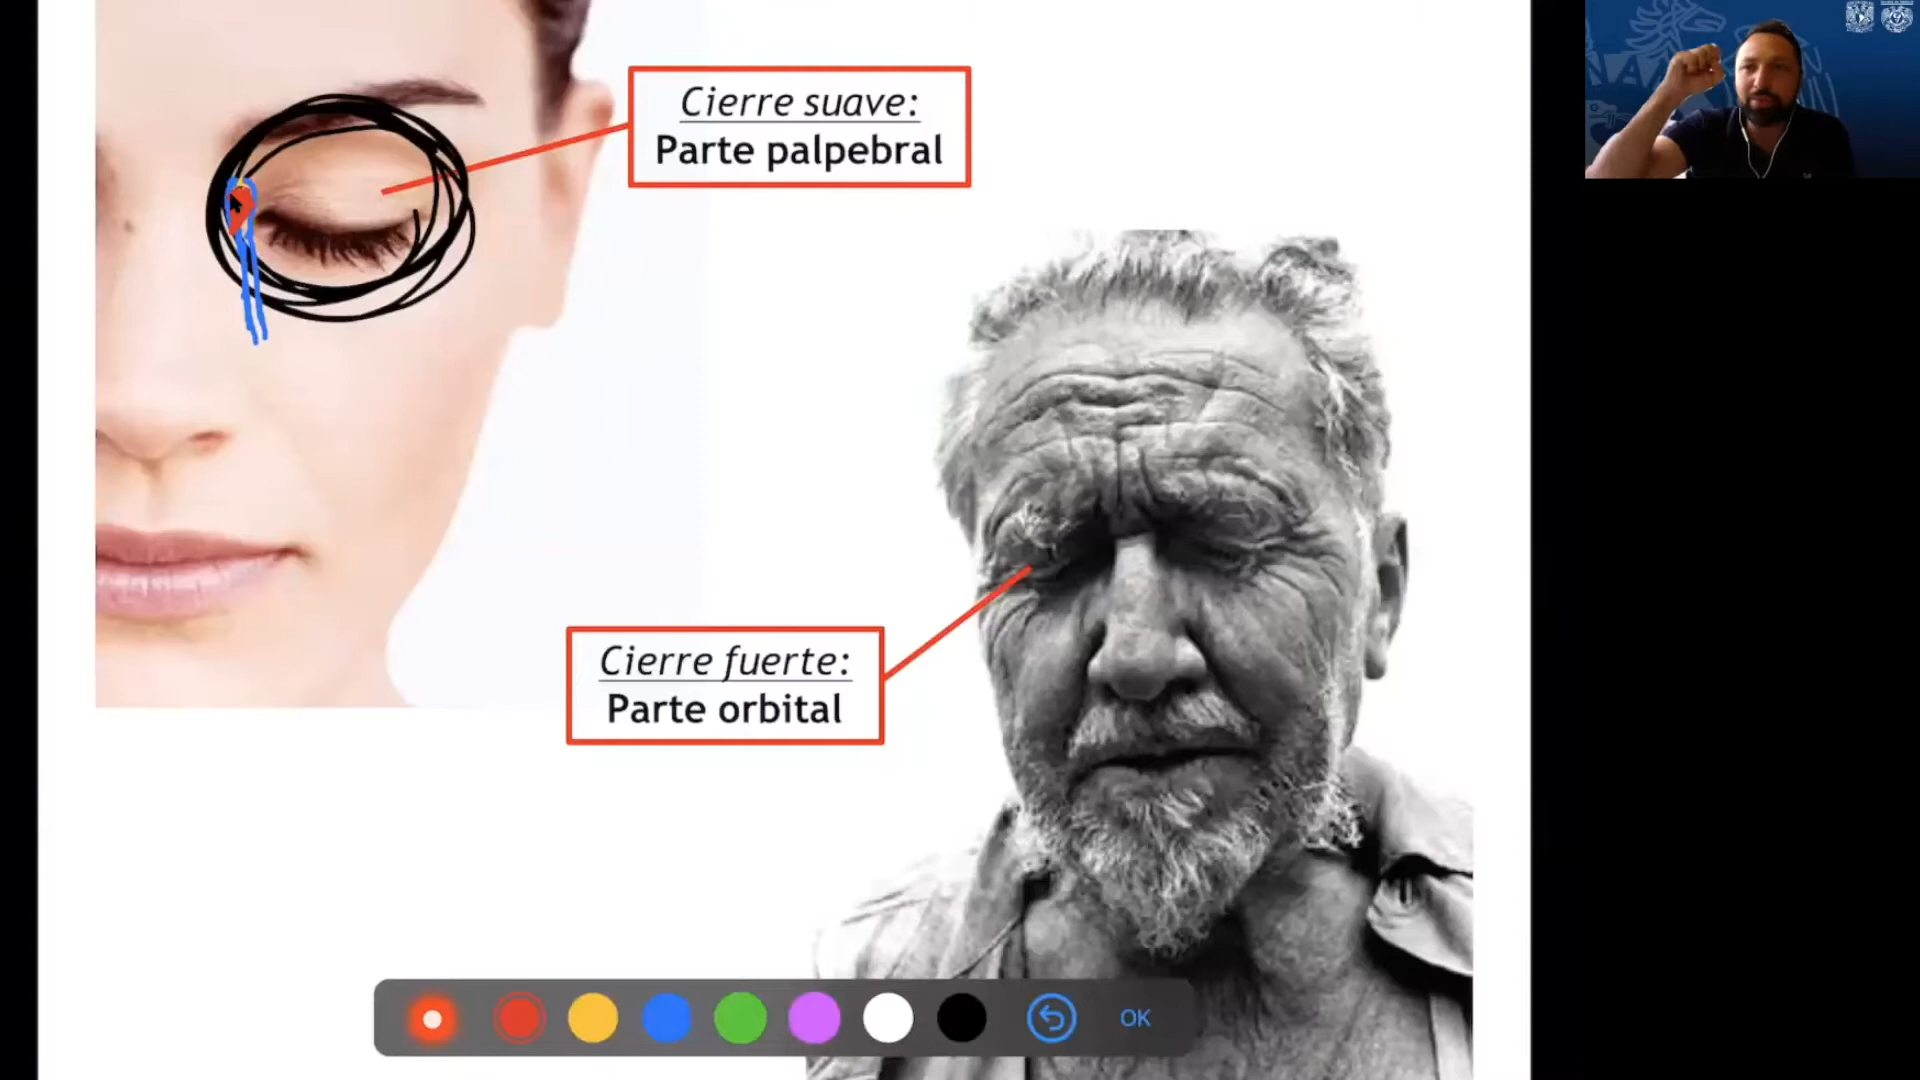 Cierre suave:
Parte palpebral
Cierre fuerte:
Parte orbital
OK